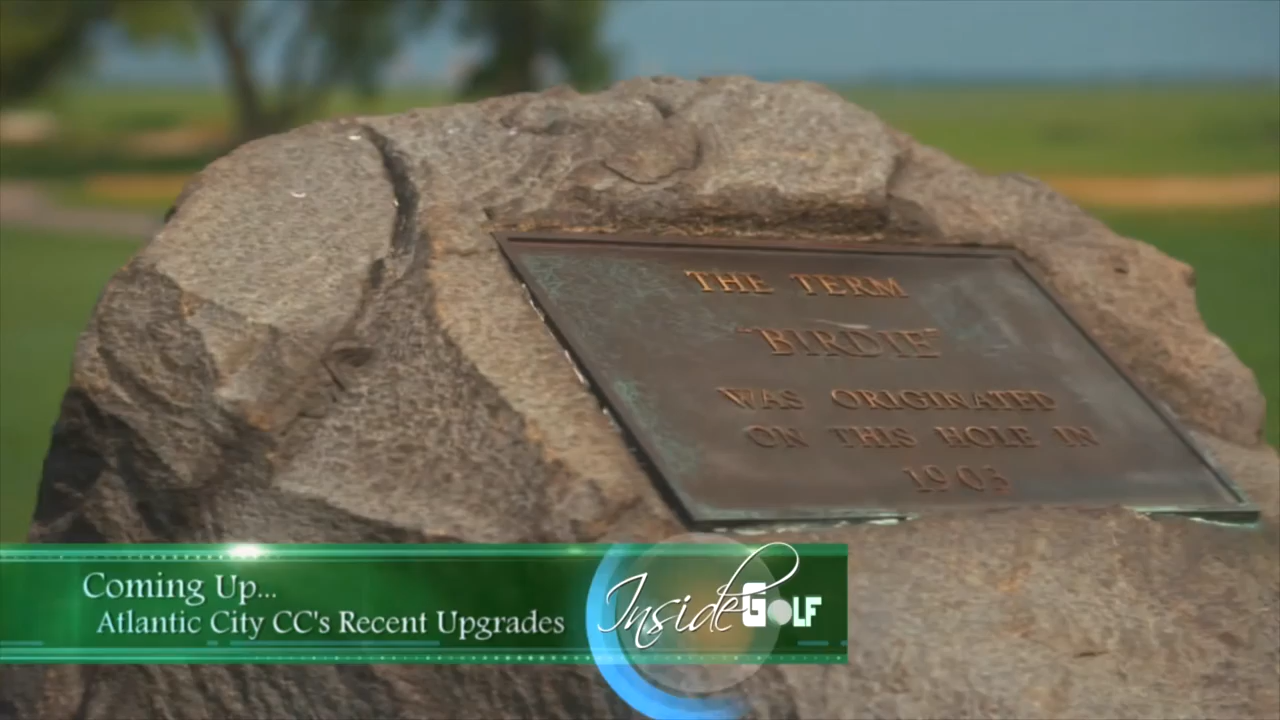 THE TERM
"BIRDIE"
WAS ORIGINATED
ON THIS HOLE IN
1903
Coming Up...
Atlantic City CC's Recent Upgrades
Inside GOLF